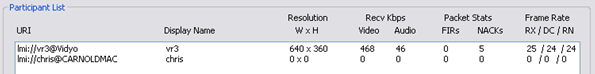 Participant List
Resolution Recv Kbps Packet Stats Frame Rate
URI Display Name W x H Video Audio FIRs NACKs RX / DC / RN
lmi://vr3@Vidyo vr3 640 x 360 468 46 0 5 25 / 24 / 24
lmi://chris@CARNOLDMAC chris 0 x 0 0 0 0 0 0 / 0 / 0